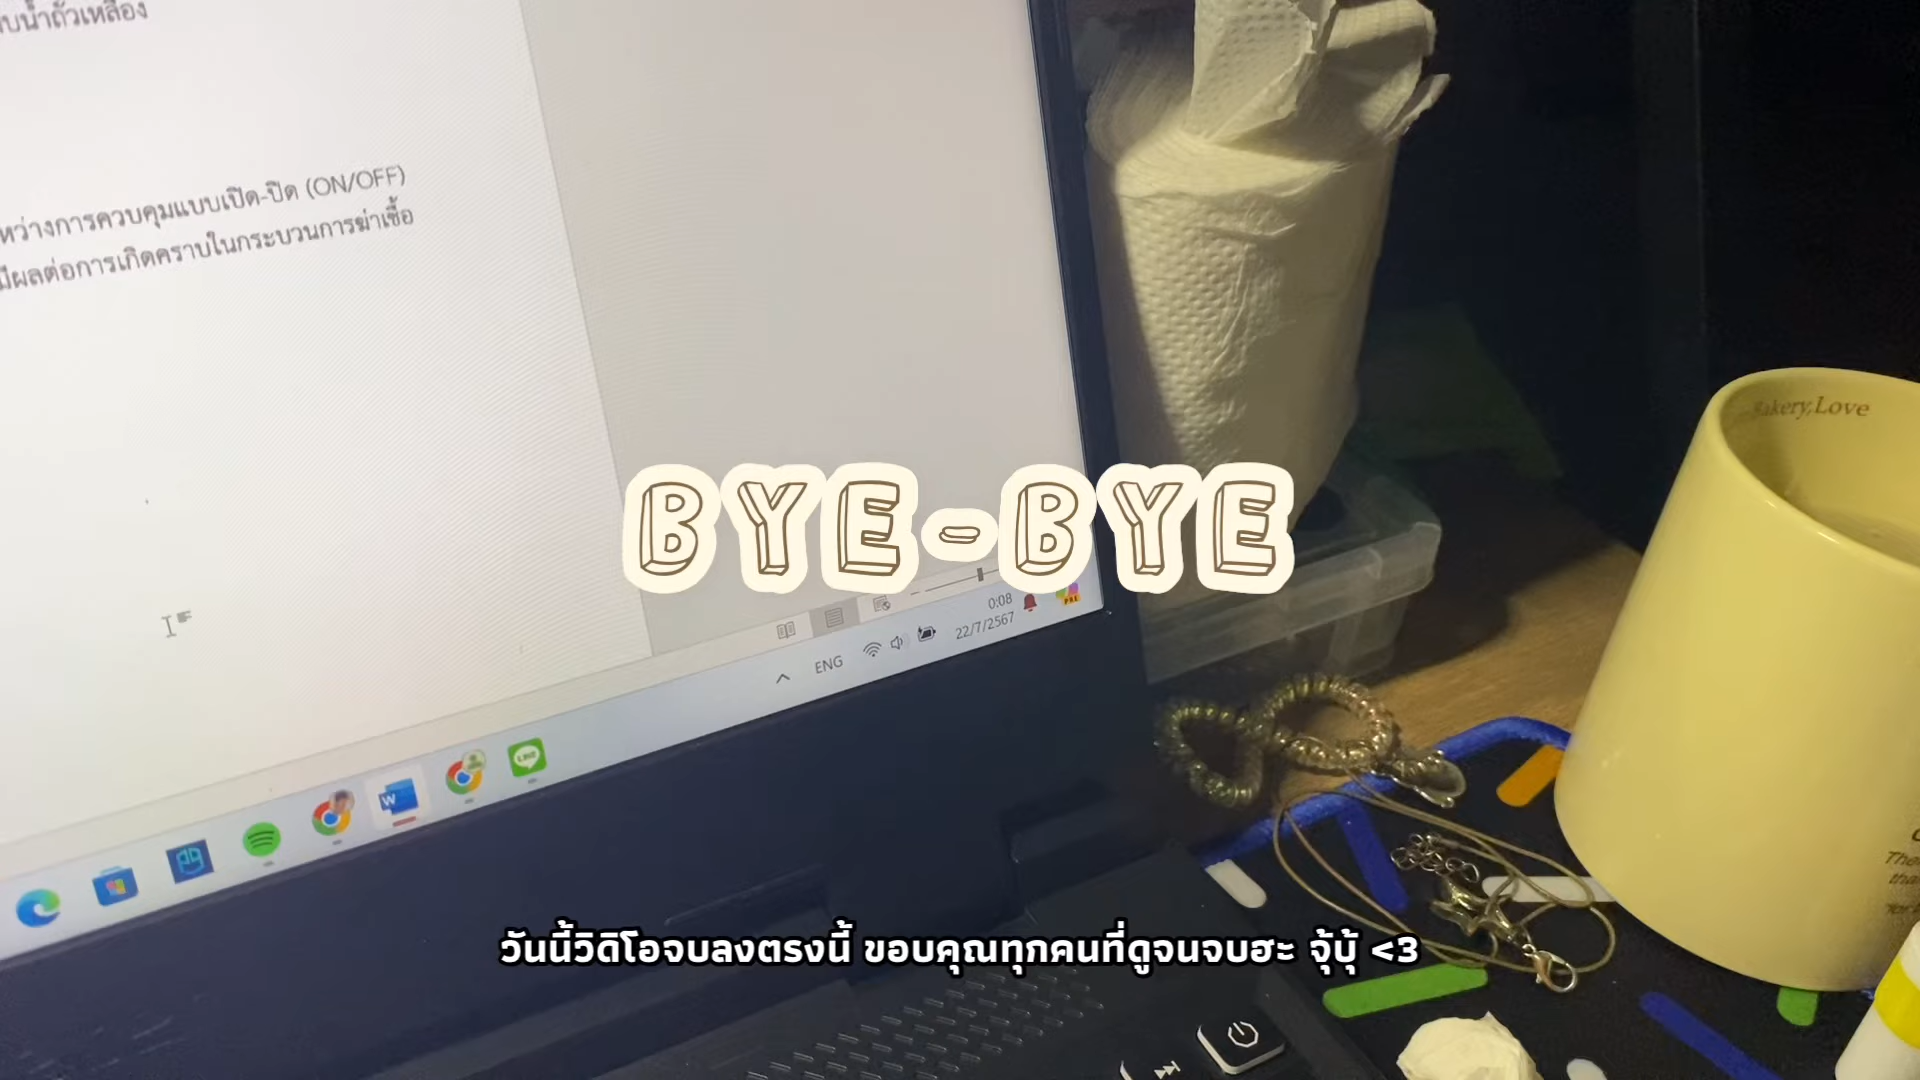 น้ำถั่วเหลือง
หว่างการควบคุมแบบเปิด-ปิด (ON/OFF)
มีผลต่อการเกิดคราบในกระบวนการฆ่าเชื้อ
Love
BYE-BYE
0:08
22/7/2567
PRE
ENG
LINE
W
วันนี้วิดิโอจบลงตรงนี้ ขอบคุณทุกคนที่ดูจนจบฮะ จุ้บุ้ <3